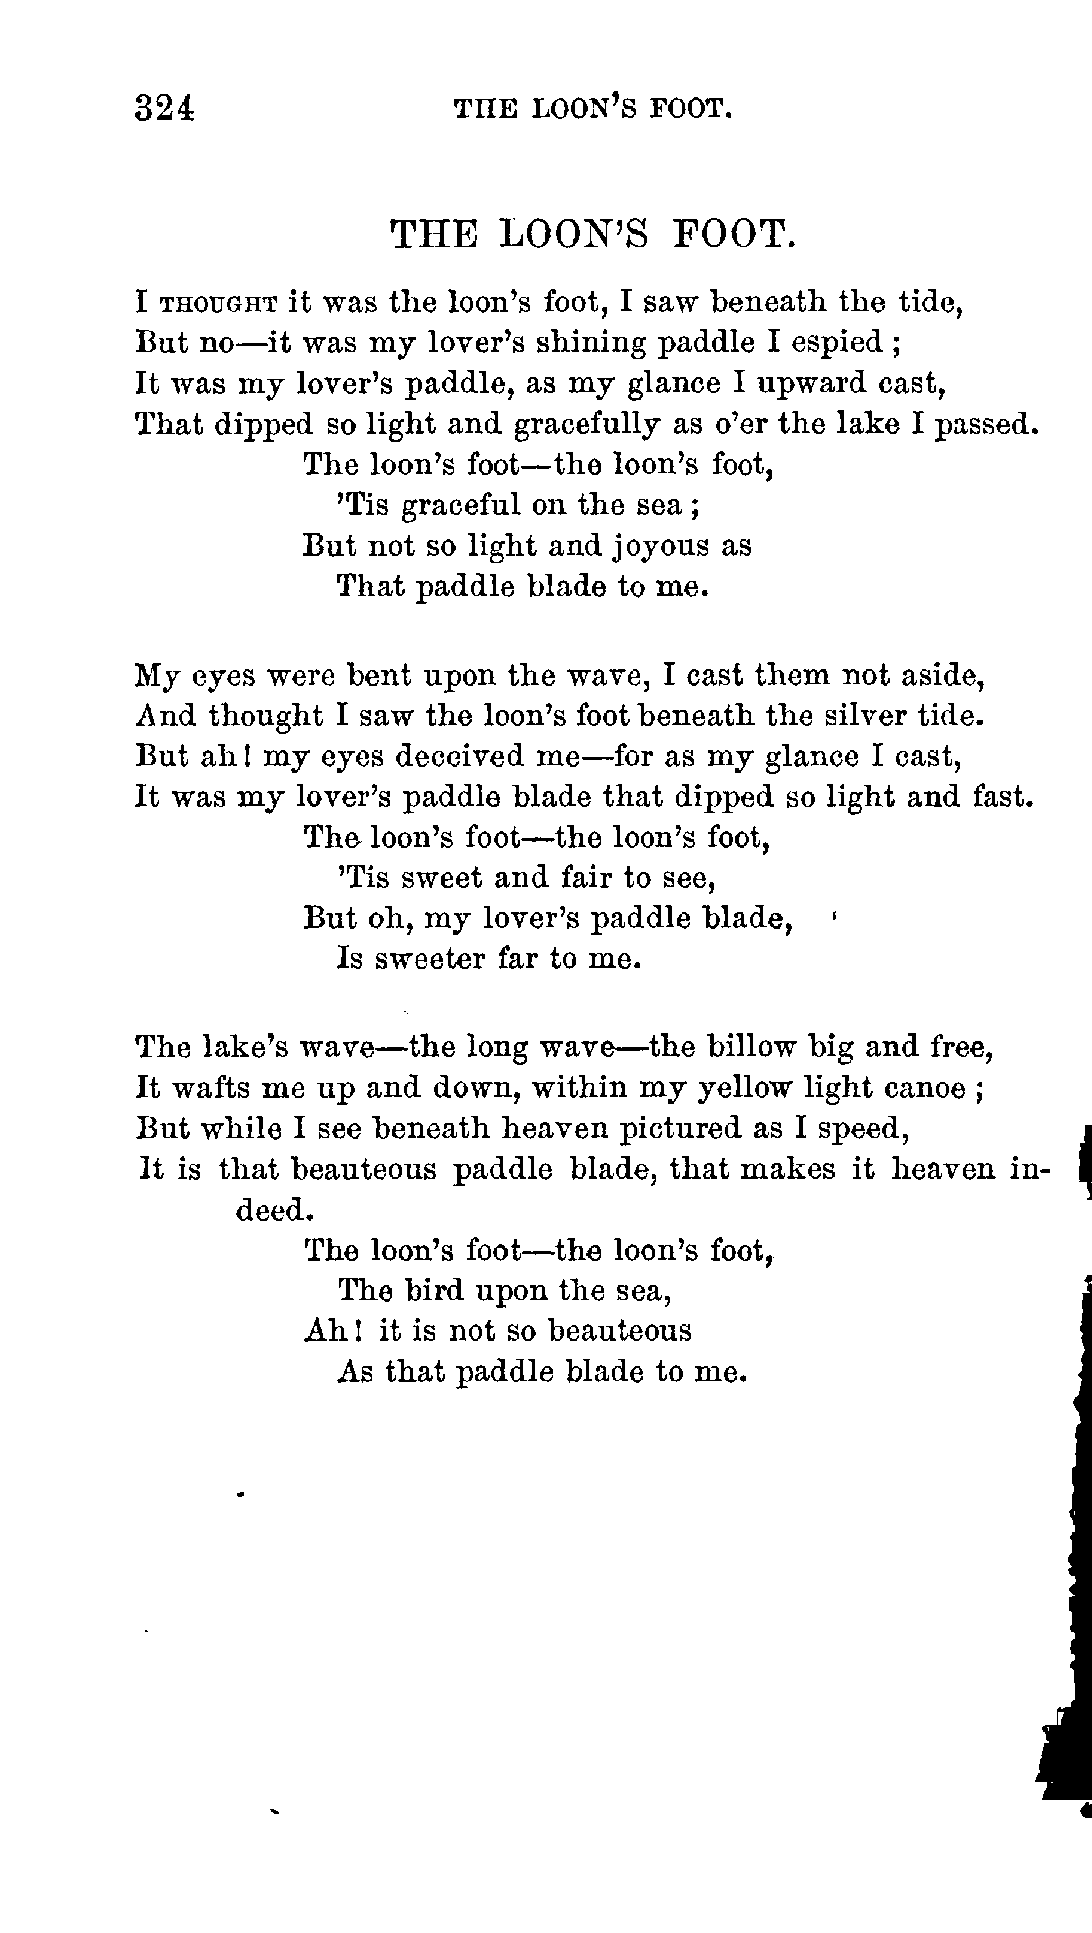 324 THE LOON'S FOOT.
THE LOON'S FOOT.
I THOUGHT it was the loon's foot, I saw beneath the tide,
But no—it was my lover's shining paddle I espied ;
It was my lover's paddle, as my glance I upward cast,
That dipped so light and gracefully as o'er the lake I passed.
The loon's foot—the loon's foot,
'Tis graceful on the sea ;
But not so light and joyous as
That paddle blade to me.
My eyes were bent upon the wave, I cast them not aside,
And thought I saw the loon's foot beneath the silver tide.
But ah! my eyes deceived me—for as my glance I cast,
It was my lover's paddle blade that dipped so light and fast.
The loon's foot—the loon's foot,
'Tis sweet and fair to see,
But oh, my lover's paddle blade,
Is sweeter far to me.
The lake's wave—the long wave—the billow big and free,
It wafts me up and down, within my yellow light canoe ;
But while I see beneath heaven pictured as I speed,
It is that beauteous paddle blade, that makes it heaven in-
deed.
The loon's foot—the loon's foot,
The bird upon the sea,
Ah! it is not so beauteous
As that paddle blade to me.